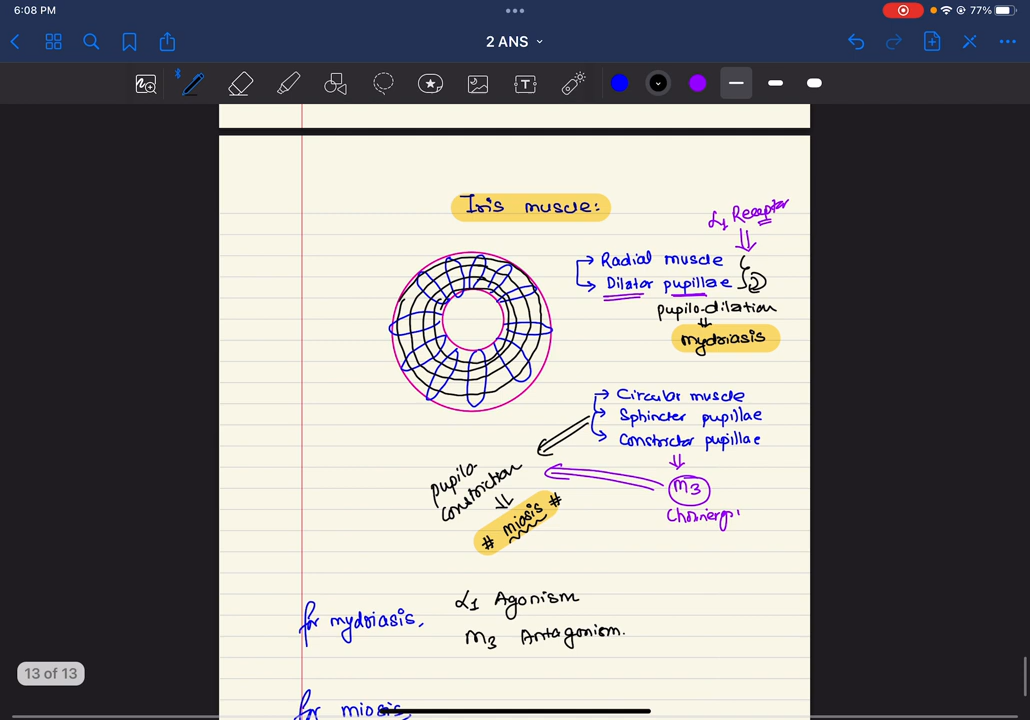 6:08 PM
77%
2 ANS
T
Iris muscle:
α1 Receptor
Radial muscle
Dilator pupillae
pupilo-dilation
mydriasis
Circular muscle
Sphincter pupillae
Constrictor pupillae
pupilo-
constriction
M3
Cholinergi
# miosis #
for mydriasis,
α1 Agonism
M3 Antagonism.
13 of 13
for miosis,